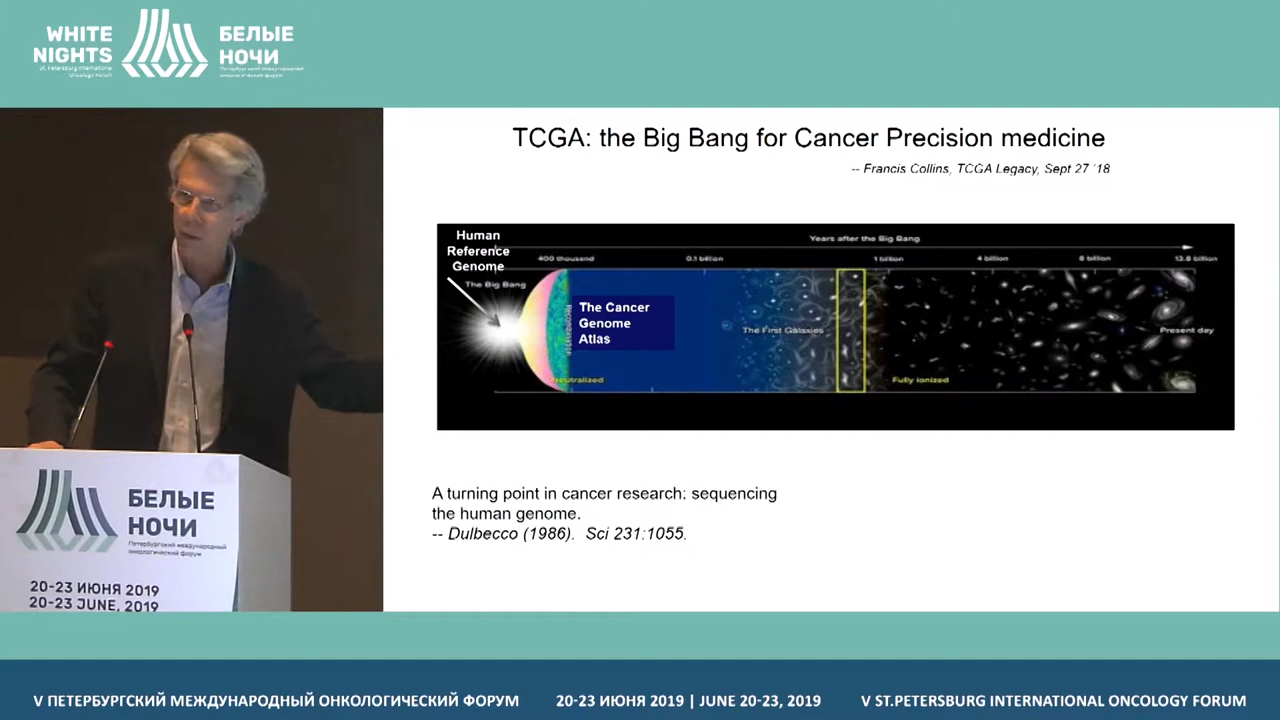 WHITE
NIGHTS
St. Petersburg International
Oncology Forum
БЕЛЫЕ
НОЧИ
Петербургский международный
онкологический форум
TCGA: the Big Bang for Cancer Precision medicine
-- Francis Collins, TCGA Legacy, Sept 27 ´18
Human
Reference
Genome
Years after the Big Bang
400 thousand
0.1 billion
1 billion
4 billion
8 billion
13.8 billion
The Big Bang
The Cancer
Genome
Atlas
The First Galaxies
Present day
Neutralized
Fully ionized
A turning point in cancer research: sequencing
the human genome.
-- Dulbecco (1986). Sci 231:1055.
БЕЛЫЕ
НОЧИ
Петербургский международный
онкологический форум
20-23 ИЮНЯ 2019
20-23 JUNE, 2019
V ПЕТЕРБУРГСКИЙ МЕЖДУНАРОДНЫЙ ОНКОЛОГИЧЕСКИЙ ФОРУМ
20-23 ИЮНЯ 2019 | JUNE 20-23, 2019
V ST.PETERSBURG INTERNATIONAL ONCOLOGY FORUM